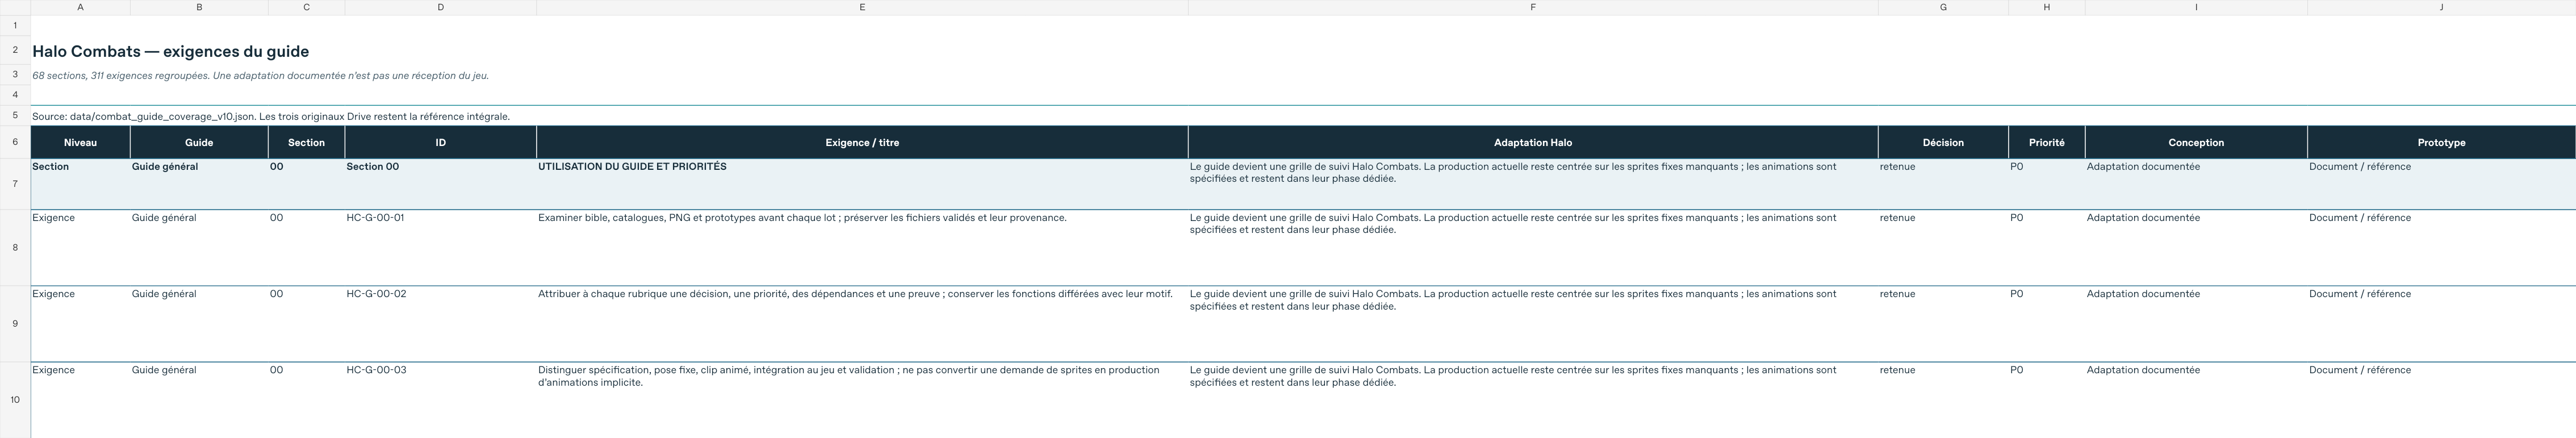 A B C D E F G H I J
1
2 Halo Combats — exigences du guide
3 68 sections, 311 exigences regroupées. Une adaptation documentée n’est pas une réception du jeu.
4
5 Source: data/combat_guide_coverage_v10.json. Les trois originaux Drive restent la référence intégrale.
6 Niveau Guide Section ID Exigence / titre Adaptation Halo Décision Priorité Conception Prototype
7 Section Guide général 00 Section 00 UTILISATION DU GUIDE ET PRIORITÉS Le guide devient une grille de suivi Halo Combats. La production actuelle reste centrée sur les sprites fixes manquants ; les animations sont retenue P0 Adaptation documentée Document / référence
spécifiées et restent dans leur phase dédiée.
8 Exigence Guide général 00 HC-G-00-01 Examiner bible, catalogues, PNG et prototypes avant chaque lot ; préserver les fichiers validés et leur provenance. Le guide devient une grille de suivi Halo Combats. La production actuelle reste centrée sur les sprites fixes manquants ; les animations sont retenue P0 Adaptation documentée Document / référence
spécifiées et restent dans leur phase dédiée.
9 Exigence Guide général 00 HC-G-00-02 Attribuer à chaque rubrique une décision, une priorité, des dépendances et une preuve ; conserver les fonctions différées avec leur motif. Le guide devient une grille de suivi Halo Combats. La production actuelle reste centrée sur les sprites fixes manquants ; les animations sont retenue P0 Adaptation documentée Document / référence
spécifiées et restent dans leur phase dédiée.
10 Exigence Guide général 00 HC-G-00-03 Distinguer spécification, pose fixe, clip animé, intégration au jeu et validation ; ne pas convertir une demande de sprites en production Le guide devient une grille de suivi Halo Combats. La production actuelle reste centrée sur les sprites fixes manquants ; les animations sont retenue P0 Adaptation documentée Document / référence
d’animations implicite. spécifiées et restent dans leur phase dédiée.